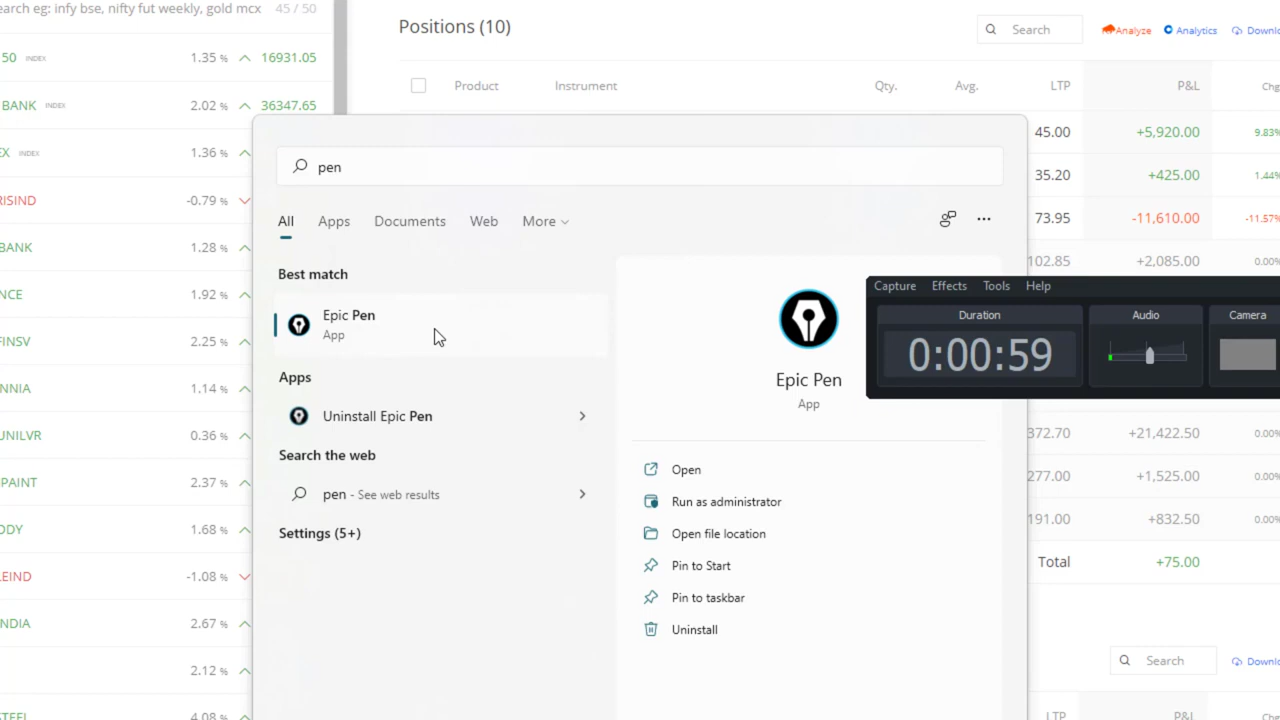 earch eg: infy bse, nifty fut weekly, gold mcx 45 / 50
50 INDEX 1.35 % 16931.05
BANK INDEX 2.02 % 36347.65
EX INDEX 1.36 %
RISIND -0.79 %
BANK 1.28 %
NCE 1.92 %
FINSV 2.25 %
NNIA 1.14 %
UNILVR 0.36 %
PAINT 2.37 %
DDY 1.68 %
LEIND -1.08 %
NDIA 2.67 %
2.12 %
STEEL 4.08 %
Positions (10)
Search
Analyze
Analytics
Downlo
Product Instrument Qty. Avg. LTP P&L Chg
45.00 +5,920.00 9.83%
35.20 +425.00 1.44%
73.95 -11,610.00 -11.57%
102.85 +2,085.00 0.00%
372.70 +21,422.50 0.00%
277.00 +1,525.00 0.00%
191.00 +832.50 0.00%
Total +75.00
Search
Downlo
LTP P&L Chg
pen
All Apps Documents Web More
Best match
Epic Pen
App
Apps
Uninstall Epic Pen
Search the web
pen - See web results
Settings (5+)
Epic Pen
App
Open
Run as administrator
Open file location
Pin to Start
Pin to taskbar
Uninstall
Capture Effects Tools Help
Duration Audio Camera
0:00:59